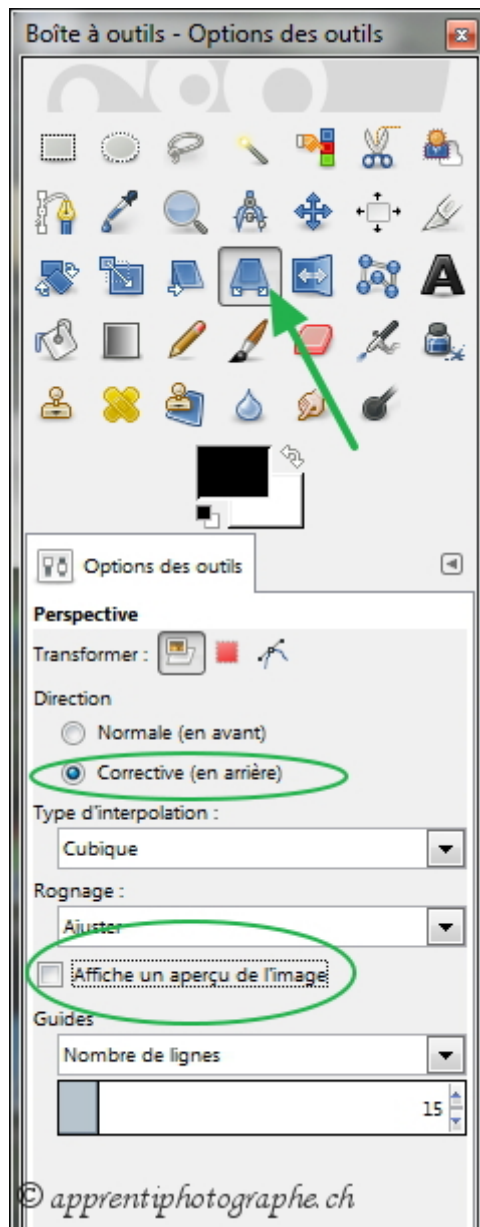 Boîte à outils - Options des outils
Options des outils
Perspective
Transformer :
Direction
Normale (en avant)
Corrective (en arrière)
Type d'interpolation :
Cubique
Rognage :
Ajuster
Affiche un aperçu de l'image
Guides
Nombre de lignes
15
© apprentiphotographe.ch